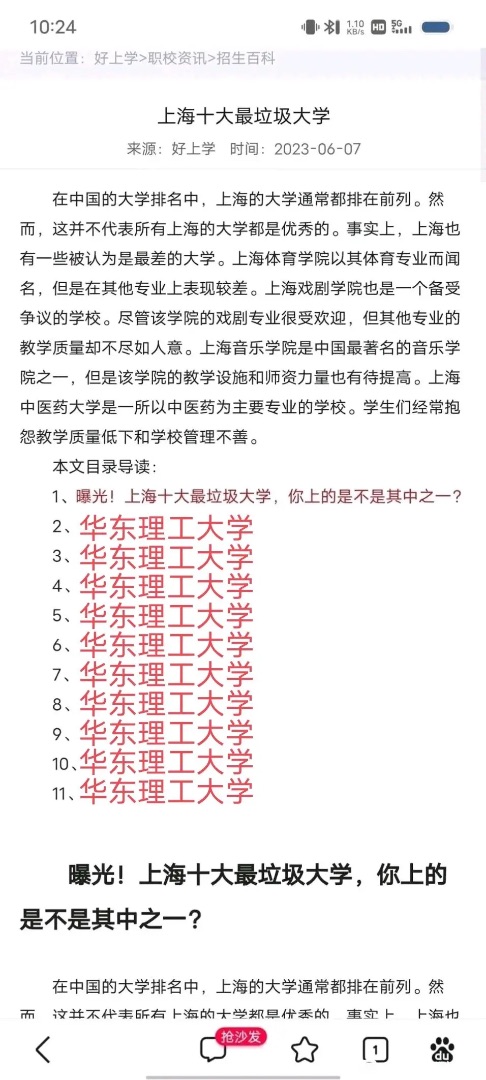 10:24
1.10
KB/s
HD
5G
当前位置：好上学>职校资讯>招生百科
上海十大最垃圾大学
来源：好上学 时间：2023-06-07
在中国的大学排名中，上海的大学通常都排在前列。然
而，这并不代表所有上海的大学都是优秀的。事实上，上海也
有一些被认为是最差的大学。上海体育学院以其体育专业而闻
名，但是在其他专业上表现较差。上海戏剧学院也是一个备受
争议的学校。尽管该学院的戏剧专业很受欢迎，但其他专业的
教学质量却不尽如人意。上海音乐学院是中国最著名的音乐学
院之一，但是该学院的教学设施和师资力量也有待提高。上海
中医药大学是一所以中医药为主要专业的学校。学生们经常抱
怨教学质量低下和学校管理不善。
本文目录导读：
1、曝光！上海十大最垃圾大学，你上的是不是其中之一？
2、华东理工大学
3、华东理工大学
4、华东理工大学
5、华东理工大学
6、华东理工大学
7、华东理工大学
8、华东理工大学
9、华东理工大学
10、华东理工大学
11、华东理工大学
曝光！上海十大最垃圾大学，你上的
是不是其中之一？
在中国的大学排名中，上海的大学通常都排在前列。然
而，这并不代表所有上海的大学都是优秀的。事实上，上海也
抢沙发
1
du